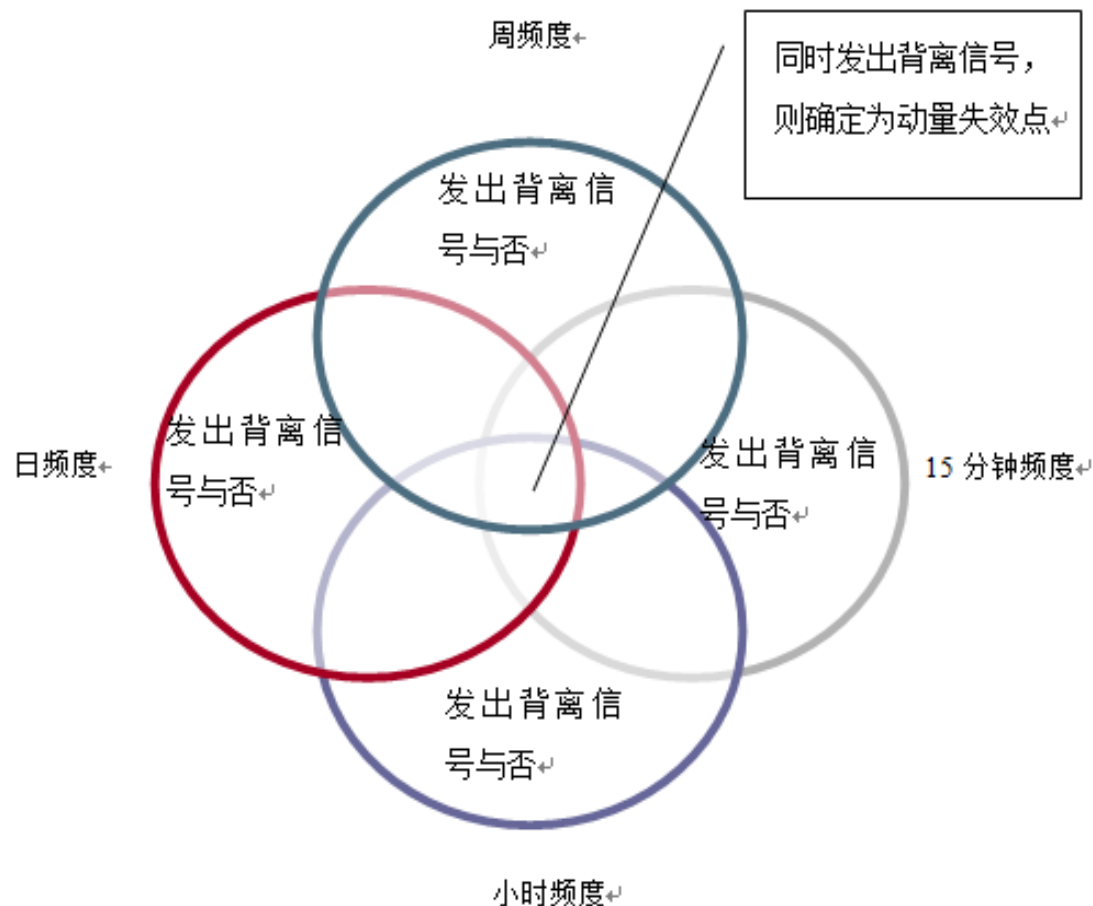 周频度
同时发出背离信号，
则确定为动量失效点
发出背离信
号与否
发出背离信
号与否
日频度
发出背离信
号与否
15 分钟频度
发出背离信
号与否
小时频度